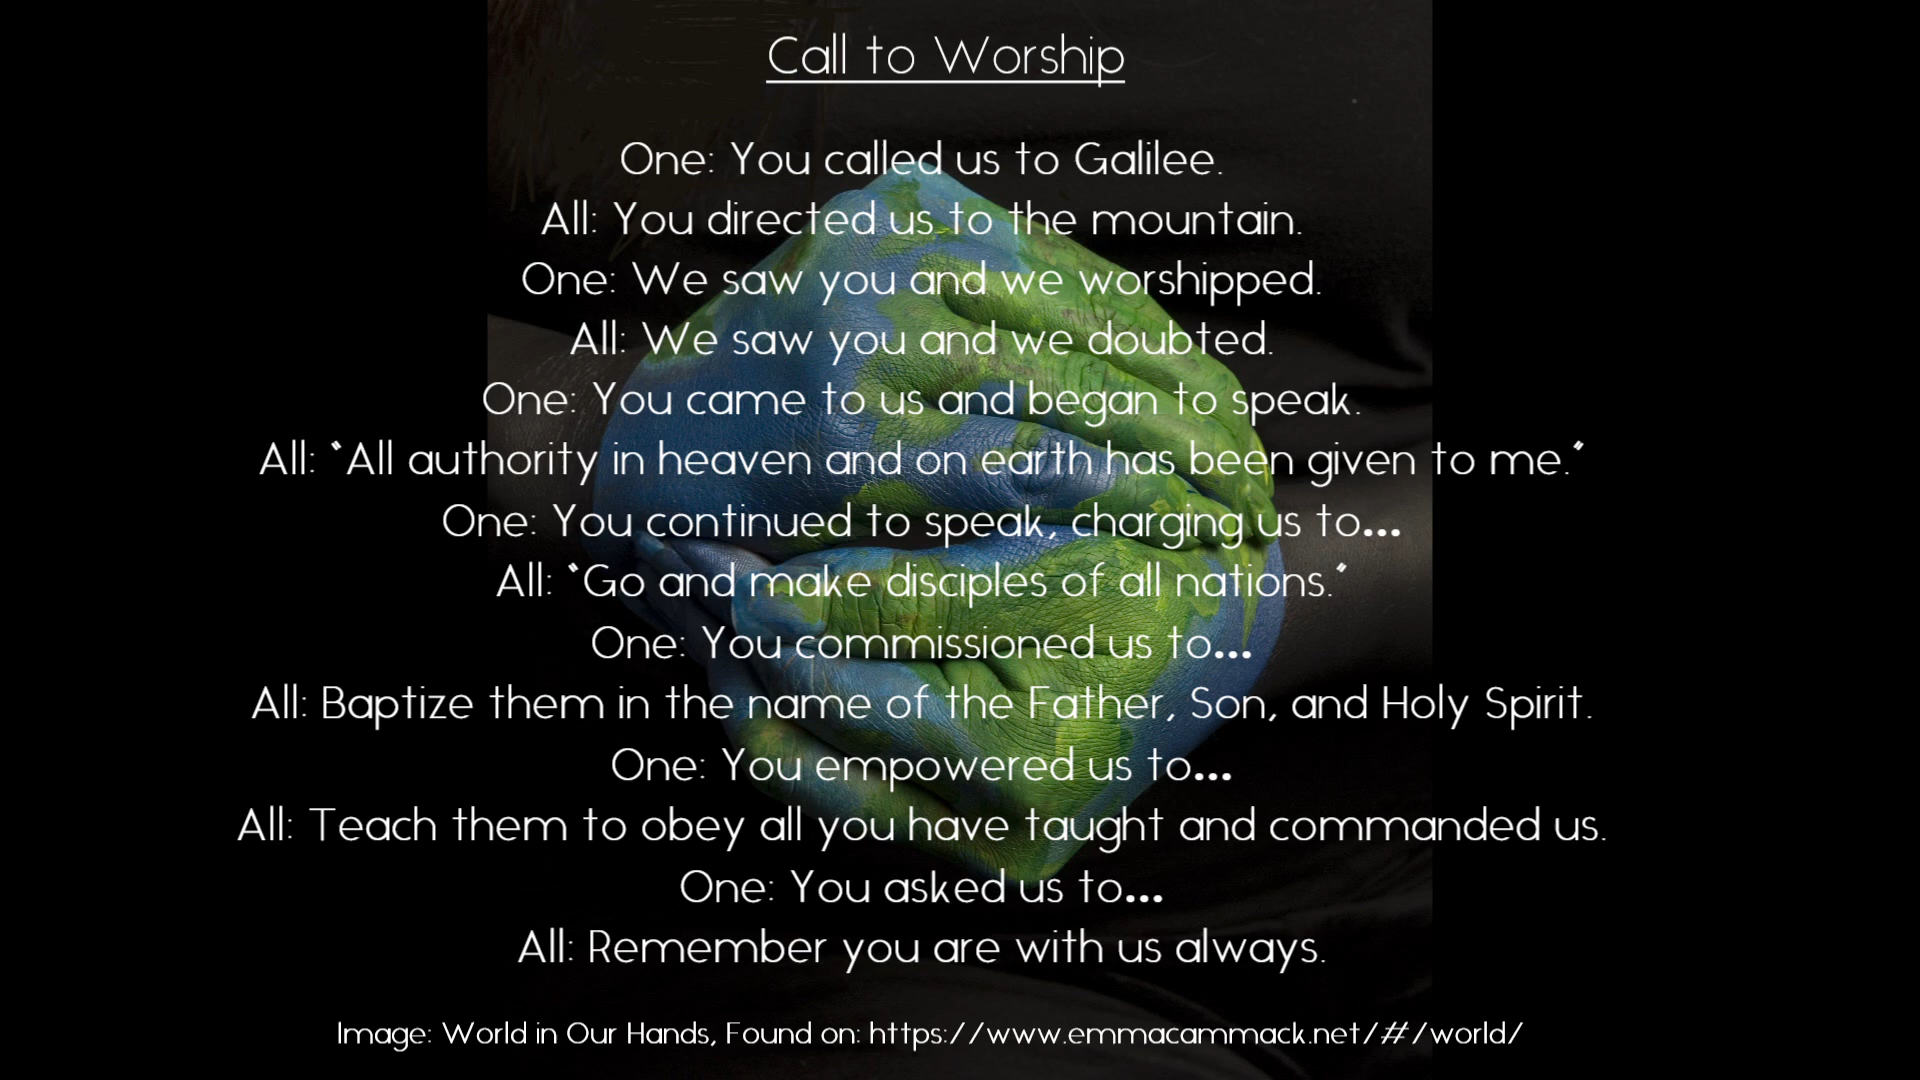 Call to Worship
One: You called us to Galilee.
All: You directed us to the mountain.
One: We saw you and we worshipped.
All: We saw you and we doubted.
One: You came to us and began to speak.
All: "All authority in heaven and on earth has been given to me."
One: You continued to speak, charging us to...
All: "Go and make disciples of all nations."
One: You commissioned us to...
All: Baptize them in the name of the Father, Son, and Holy Spirit.
One: You empowered us to...
All: Teach them to obey all you have taught and commanded us.
One: You asked us to...
All: Remember you are with us always.
Image: World in Our Hands, Found on: https://www.emmacammack.net/#/world/